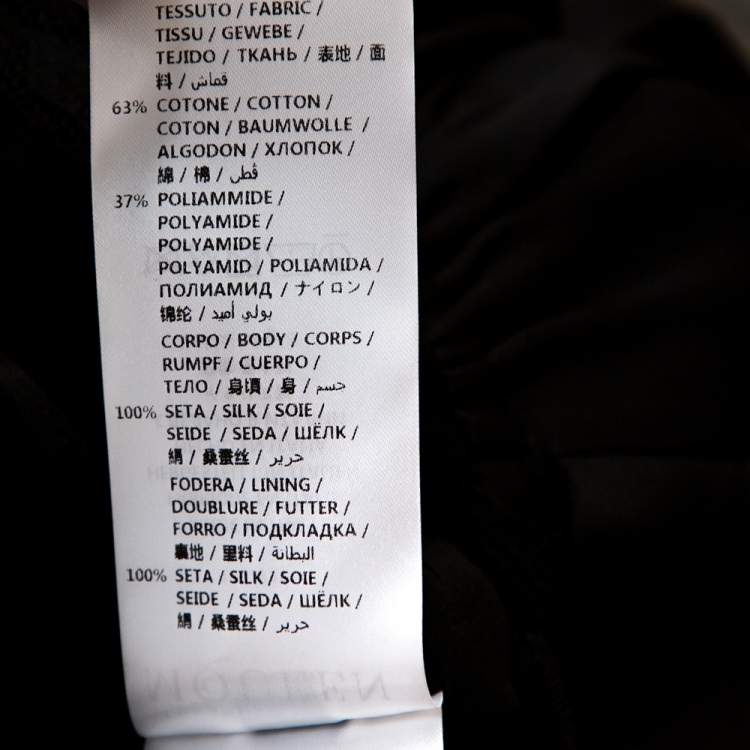 TESSUTO / FABRIC /
TISSU / GEWEBE /
TEJIDO / ТКАНЬ / 表地 / 面
料 / قماش
63% COTONE / COTTON /
COTON / BAUMWOLLE /
ALGODON / ХЛОПОК /
綿 / 棉 / قطن
37% POLIAMMIDE /
POLYAMIDE /
POLYAMIDE /
POLYAMID / POLIAMIDA /
ПОЛИАМИД / ナイロン /
锦纶 / بولي أميد
CORPO / BODY / CORPS /
RUMPF / CUERPO /
ТЕЛО / 身頃 / 身 / جسم
100% SETA / SILK / SOIE /
SEIDE / SEDA / ШЁЛК /
絹 / 桑蚕丝 / حرير
FODERA / LINING /
DOUBLURE / FUTTER /
FORRO / ПОДКЛАДКА /
裏地 / 里料 / البطانة
100% SETA / SILK / SOIE /
SEIDE / SEDA / ШЁЛК /
絹 / 桑蚕丝 / حرير